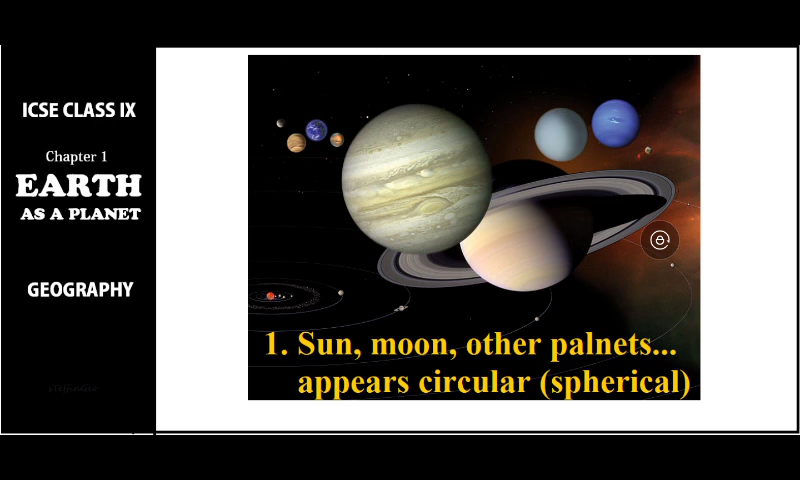 ICSE CLASS IX
Chapter 1
EARTH
AS A PLANET
GEOGRAPHY
1. Sun, moon, other palnets...
appears circular (spherical)